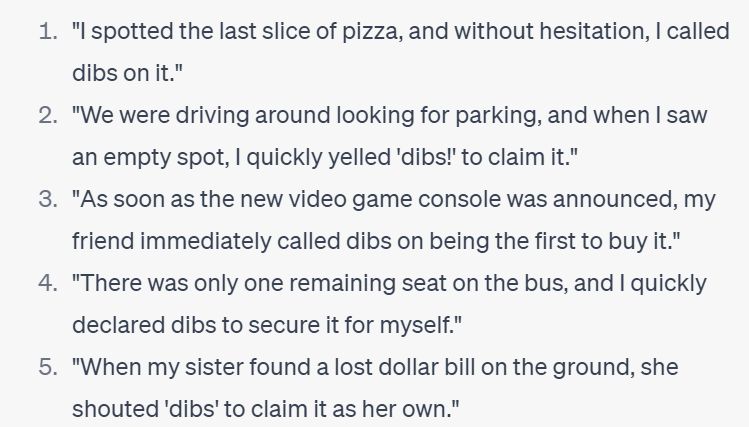 1. "I spotted the last slice of pizza, and without hesitation, I called
dibs on it."
2. "We were driving around looking for parking, and when I saw
an empty spot, I quickly yelled 'dibs!' to claim it."
3. "As soon as the new video game console was announced, my
friend immediately called dibs on being the first to buy it."
4. "There was only one remaining seat on the bus, and I quickly
declared dibs to secure it for myself."
5. "When my sister found a lost dollar bill on the ground, she
shouted 'dibs' to claim it as her own."